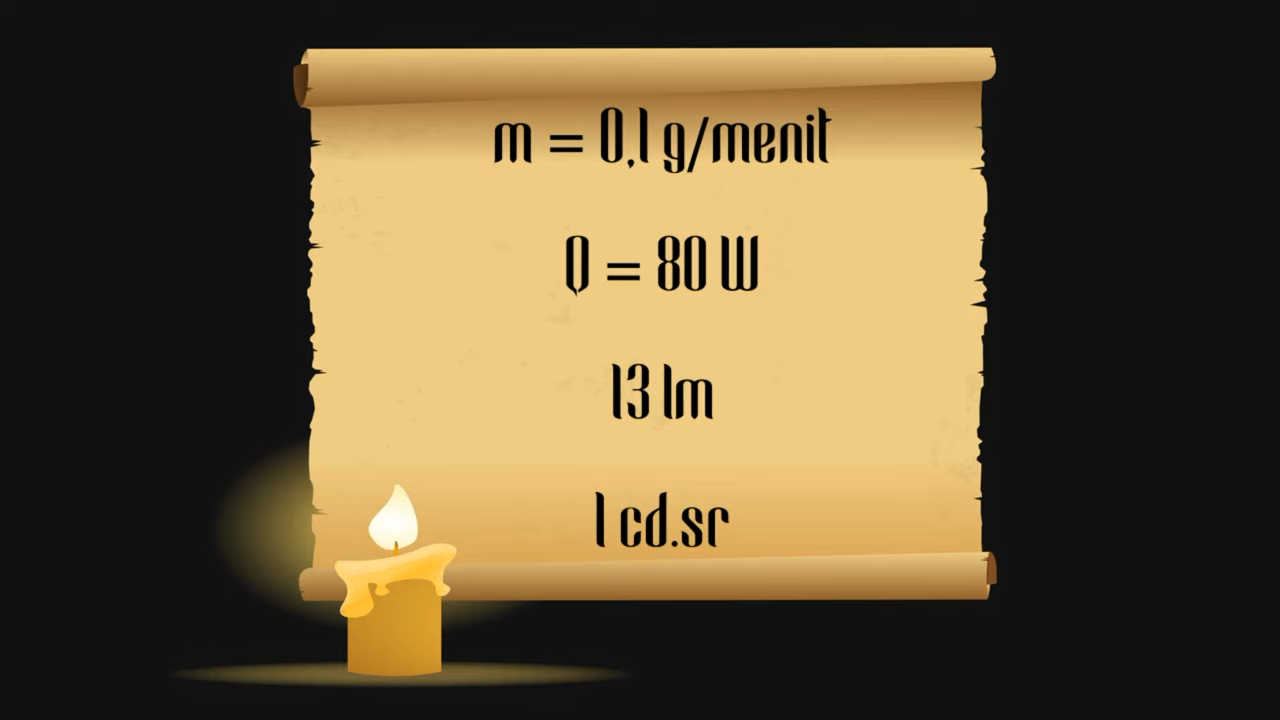 m = 0,1 g/menit
Q = 80 W
13 lm
1 cd.sr